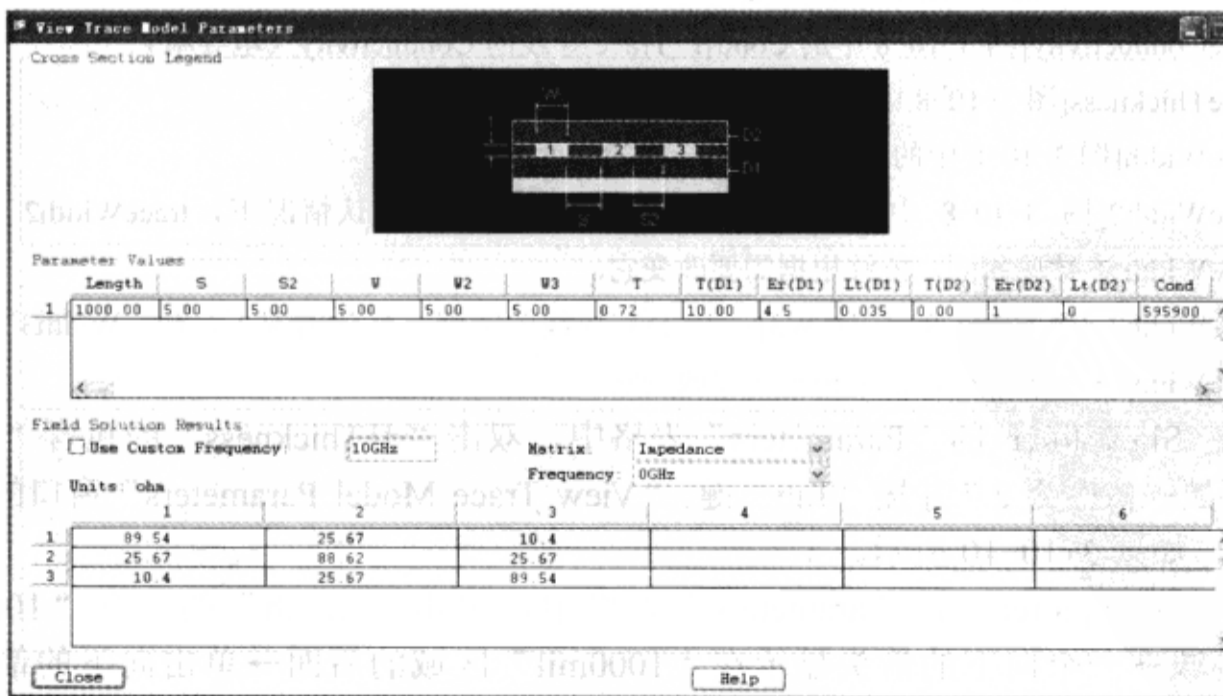 View Trace Model Parameters
Cross Section Legend
1 2 3
D2
D1
S2
Parameter Values
Length S S2 W W2 W3 T T(D1) Er(D1) Lt(D1) T(D2) Er(D2) Lt(D2) Cond
1 1000.00 5.00 5.00 5.00 5.00 5.00 0.72 10.00 4.5 0.035 0.00 1 0 595900
Field Solution Results
Use Custom Frequency 10GHz Matrix: Impedance
Frequency: 0GHz
Units: ohm
1 2 3 4 5 6
1 89.54 25.67 10.4
2 25.67 88.62 25.67
3 10.4 25.67 89.54
Close Help